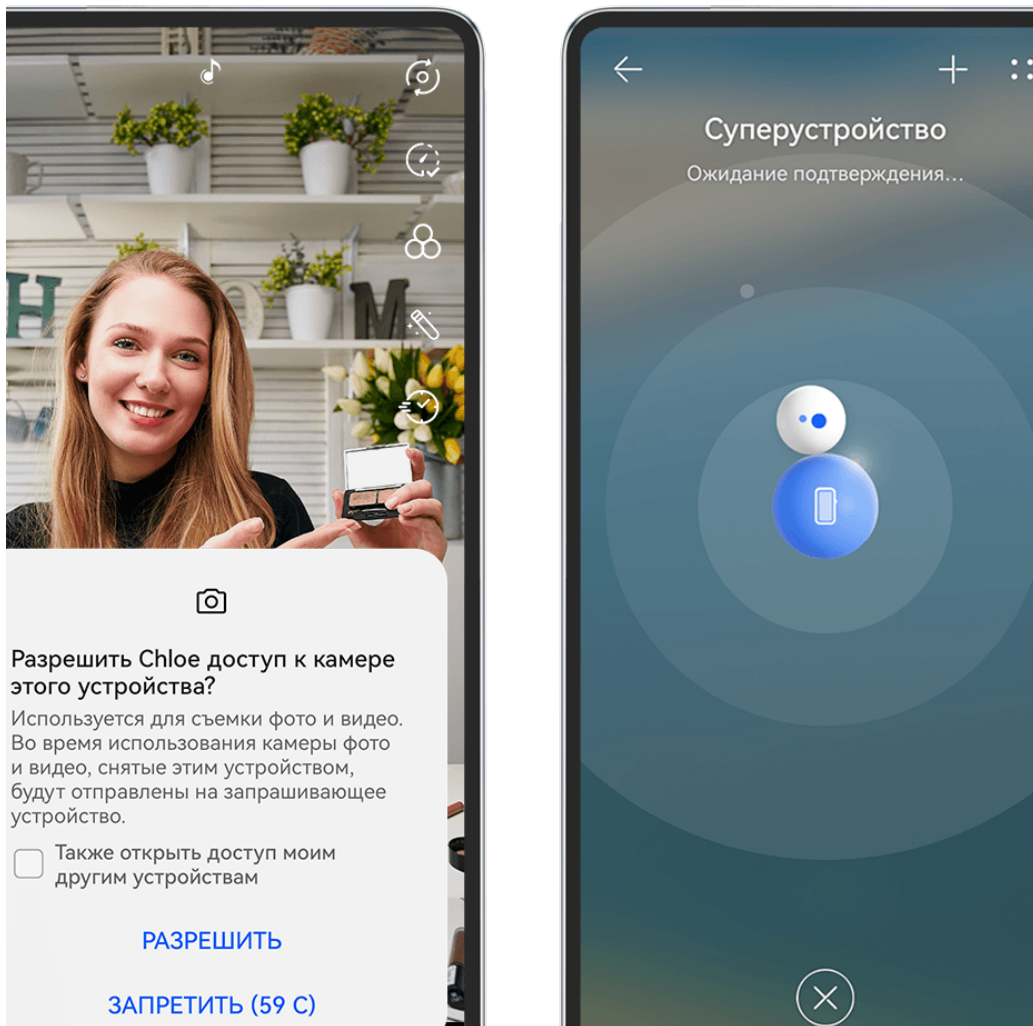 HOM
Разрешить Chloe доступ к камере
этого устройства?
Используется для съемки фото и видео.
Во время использования камеры фото
и видео, снятые этим устройством,
будут отправлены на запрашивающее
устройство.
Также открыть доступ моим
другим устройствам
РАЗРЕШИТЬ
ЗАПРЕТИТЬ (59 С)
Суперустройство
Ожидание подтверждения...